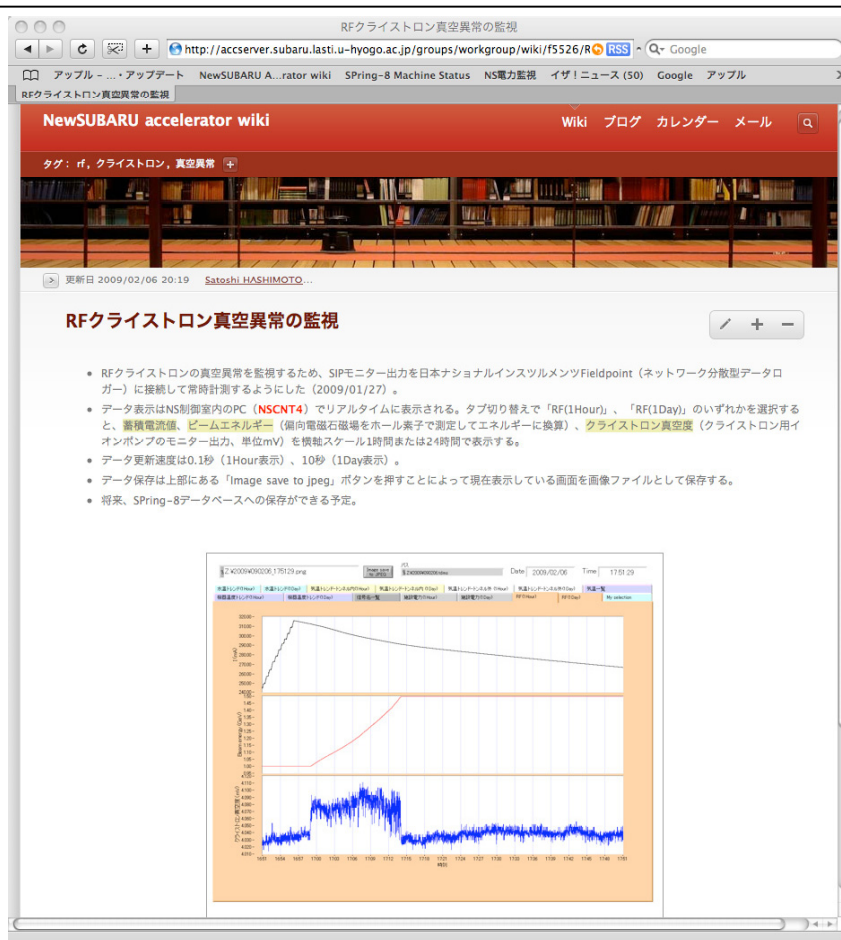 RFクライストロン真空異常の監視
http://accserver.subaru.lasti.u-hyogo.ac.jp/groups/workgroup/wiki/f5526/R RSS Google
アップル - ...・アップデート NewSUBARU A...rator wiki SPring-8 Machine Status NS電力監視 イザ！ニュース (50) Google アップル
RFクライストロン真空異常の監視
NewSUBARU accelerator wiki Wiki ブログ カレンダー メール
タグ： rf, クライストロン, 真空異常 +
更新日 2009/02/06 20:19 Satoshi HASHIMOTO...
RFクライストロン真空異常の監視
• RFクライストロンの真空異常を監視するため、SIPモニター出力を日本ナショナルインスツルメンツFieldpoint（ネットワーク分散型データロ
ガー）に接続して常時計測するようにした（2009/01/27）。
• データ表示はNS制御室内のPC（NSCNT4）でリアルタイムに表示される。タブ切り替えで「RF(1Hour)」、「RF(1Day)」のいずれかを選択する
と、蓄積電流値、ビームエネルギー（偏向電磁石磁場をホール素子で測定してエネルギーに換算）、クライストロン真空度（クライストロン用イ
オンポンプのモニター出力、単位mV）を横軸スケール1時間または24時間で表示する。
• データ更新速度は0.1秒（1Hour表示）、10秒（1Day表示）。
• データ保存は上部にある「Image save to jpeg」ボタンを押すことによって現在表示している画面を画像ファイルとして保存する。
• 将来、SPring-8データベースへの保存ができる予定。
Image save
to JPEG
Date 2009/02/06 Time 17:51:29
RF(1Hour) RF(1Day) My selection